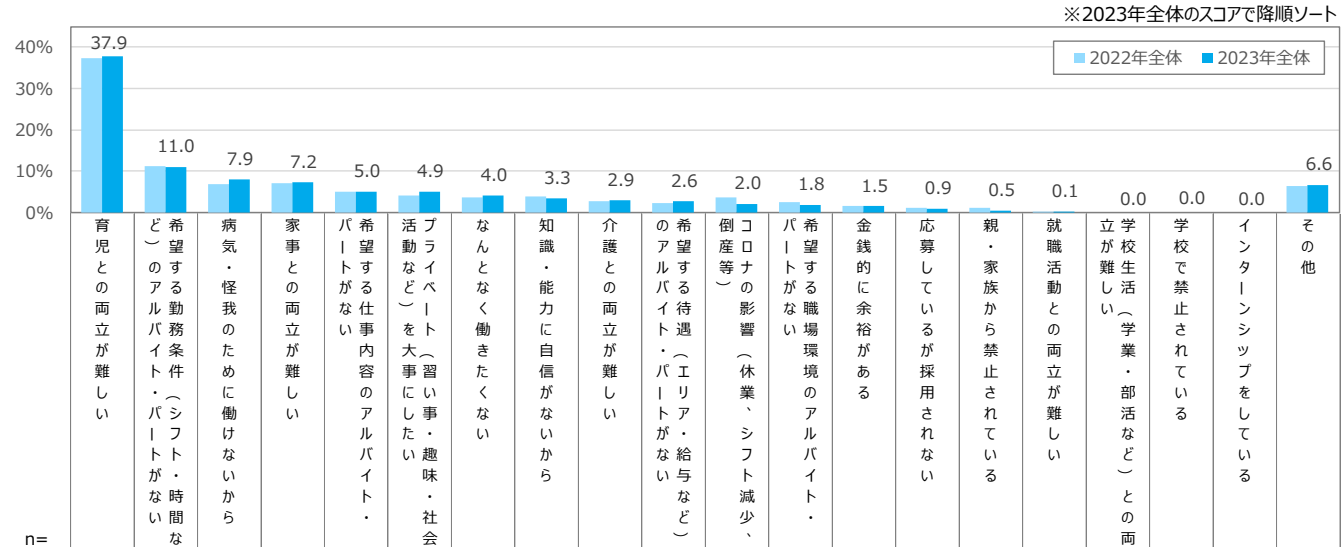 ※2023年全体のスコアで降順ソート
2022年全体 2023年全体
40%
30%
20%
10%
0%
37.9
11.0
7.9
7.2
5.0
4.9
4.0
3.3
2.9
2.6
2.0
1.8
1.5
0.9
0.5
0.1
0.0
0.0
0.0
6.6
育児との両立が難しい
希望する勤務条件（シフト・時間な
ど）のアルバイト・パートがない
病気・怪我のために働けないから
家事との両立が難しい
希望する仕事内容のアルバイト・
パートがない
プライベート（習い事・趣味・社会
活動など）を大事にしたい
なんとなく働きたくない
知識・能力に自信がないから
介護との両立が難しい
希望する待遇（エリア・給与など）
のアルバイト・パートがない
コロナの影響（休業、シフト減少、
倒産等）
希望する職場環境のアルバイト・
パートがない
金銭的に余裕がある
応募しているが採用されない
親・家族から禁止されている
就職活動との両立が難しい
学校生活（学業・部活など）との両
立が難しい
学校で禁止されている
インターンシップをしている
その他
n=